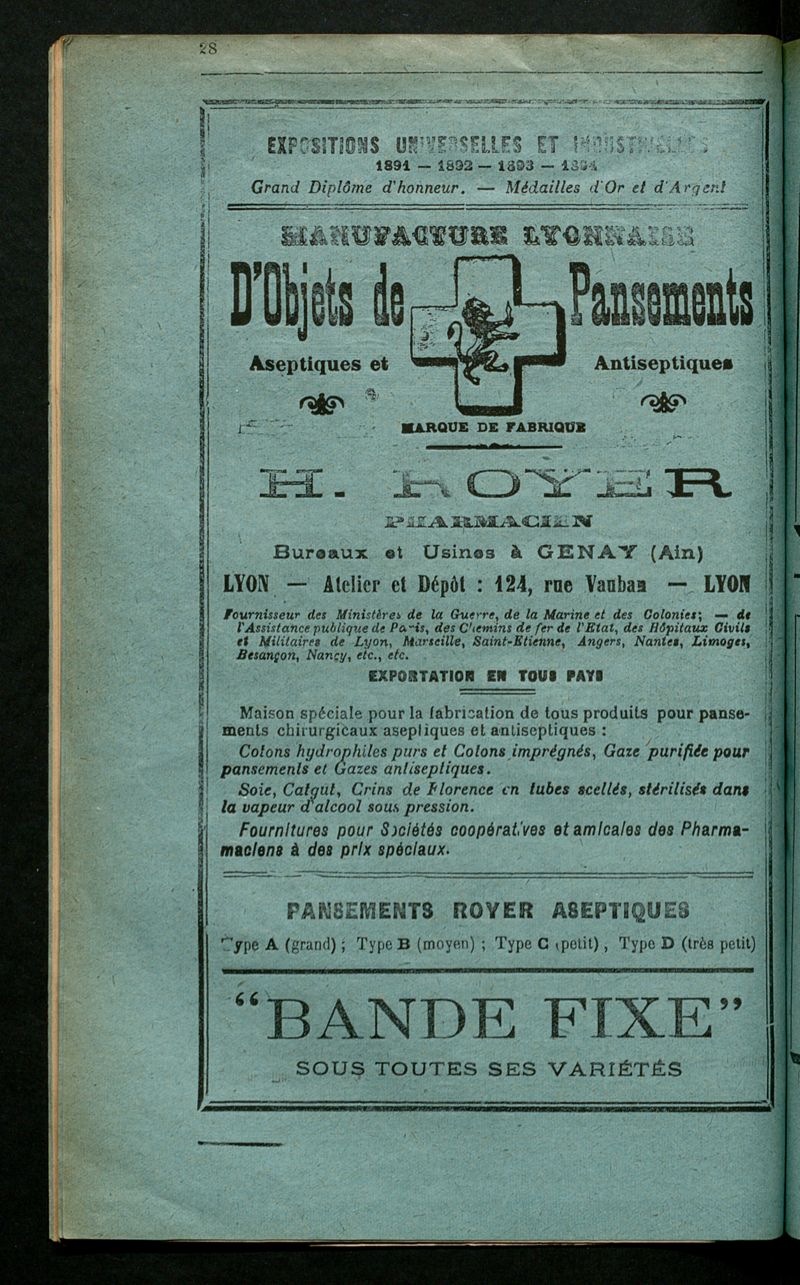 28
EXPOSITIONS UNIVERSELLES ET INDUSTRIELLES
1891 — 1892 — 1893 — 1894
Grand Diplôme d'honneur. — Médailles d'Or et d'Argent
MANUFACTURE LYONNAISE
D'Objets de Pansements
Aseptiques et Antiseptiques
MARQUE DE FABRIQUE
H. ROYER
PHARMACIEN
Bureaux et Usines à GENAY (Ain)
LYON — Atelier et Dépôt : 124, rue Vauban — LYON
Fournisseur des Ministères de la Guerre, de la Marine et des Colonies; — de
l'Assistance publique de Paris, des Chemins de fer de l'Etat, des Hôpitaux Civils
et Militaires de Lyon, Marseille, Saint-Etienne, Angers, Nantes, Limoges,
Besançon, Nancy, etc., etc.
EXPORTATION EN TOUS PAYS
Maison spéciale pour la fabrication de tous produits pour panse-
ments chirurgicaux aseptiques et antiseptiques :
Cotons hydrophiles purs et Cotons imprégnés, Gaze purifiée pour
pansements et Gazes antiseptiques.
Soie, Catgut, Crins de Florence en tubes scellés, stérilisés dans
la vapeur d'alcool sous pression.
Fournitures pour Sociétés coopératives et amicales des Pharma-
maciens à des prix spéciaux.
PANSEMENTS ROYER ASEPTIQUES
Type A (grand) ; Type B (moyen) ; Type C (petit) , Type D (très petit)
“BANDE FIXE”
SOUS TOUTES SES VARIÉTÉS